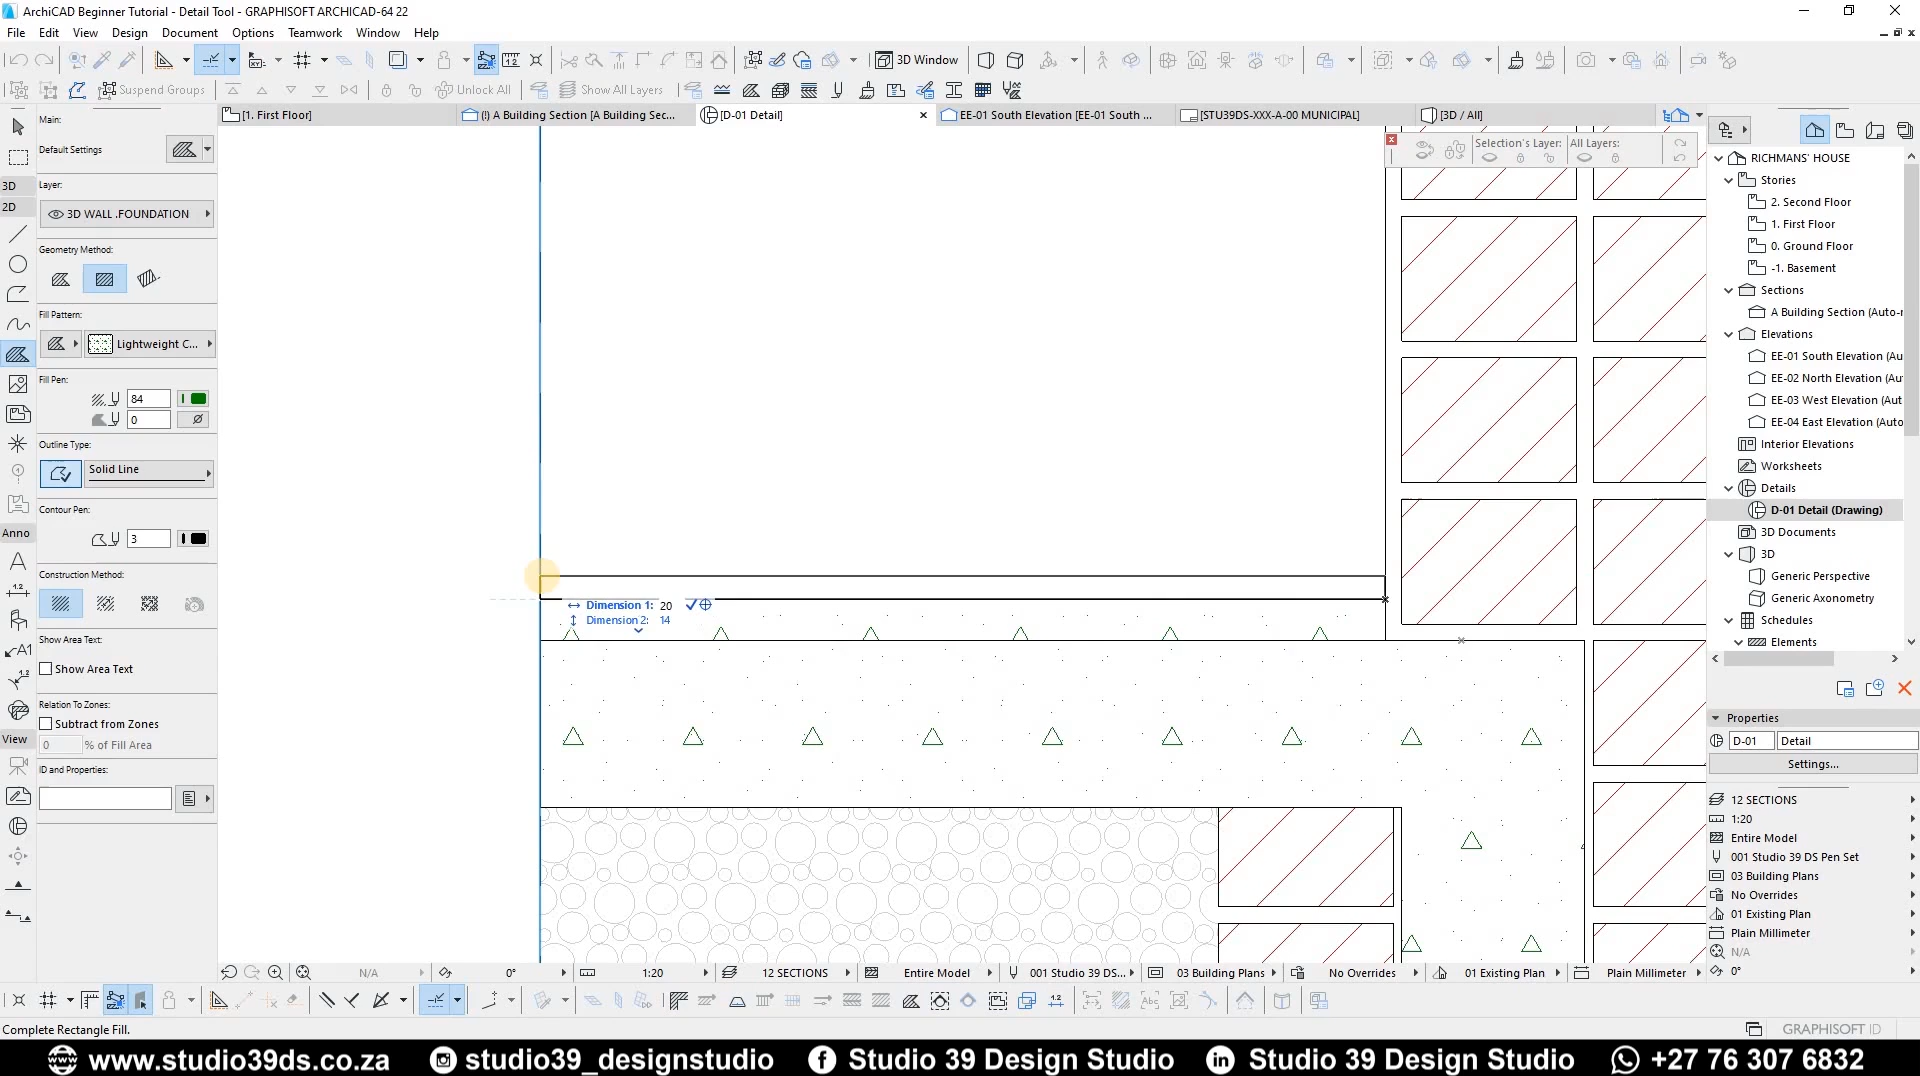 ArchiCAD Beginner Tutorial - Detail Tool - GRAPHISOFT ARCHICAD-64 22
File Edit View Design Document Options Teamwork Window Help
3D Window
Suspend Groups
Unlock All
Show All Layers
[1. First Floor]
(!) A Building Section [A Building Sec...
[D-01 Detail]
EE-01 South Elevation [EE-01 South ...
[STU39DS-XXX-A-00 MUNICIPAL]
[3D / All]
Main:
Default Settings
Layer:
3D WALL .FOUNDATION
Geometry Method:
Fill Pattern:
Lightweight C...
Fill Pen:
84
0
Outline Type:
Solid Line
Contour Pen:
3
Construction Method:
Show Area Text:
Show Area Text
Relation To Zones:
Subtract from Zones
0 % of Fill Area
ID and Properties:
3D
2D
Anno
View
Selection's Layer: All Layers:
Dimension 1: 20
Dimension 2: 14
RICHMANS' HOUSE
Stories
2. Second Floor
1. First Floor
0. Ground Floor
-1. Basement
Sections
A Building Section (Auto-r
Elevations
EE-01 South Elevation (Au
EE-02 North Elevation (Au
EE-03 West Elevation (Aut
EE-04 East Elevation (Auto
Interior Elevations
Worksheets
Details
D-01 Detail (Drawing)
3D Documents
3D
Generic Perspective
Generic Axonometry
Schedules
Elements
Properties
D-01 Detail
Settings...
12 SECTIONS
1:20
Entire Model
001 Studio 39 DS Pen Set
03 Building Plans
No Overrides
01 Existing Plan
Plain Millimeter
N/A
0°
N/A 0° 1:20 12 SECTIONS Entire Model 001 Studio 39 DS... 03 Building Plans No Overrides 01 Existing Plan Plain Millimeter
Complete Rectangle Fill.
GRAPHISOFT ID
www.studio39ds.co.za studio39_designstudio Studio 39 Design Studio Studio 39 Design Studio +27 76 307 6832